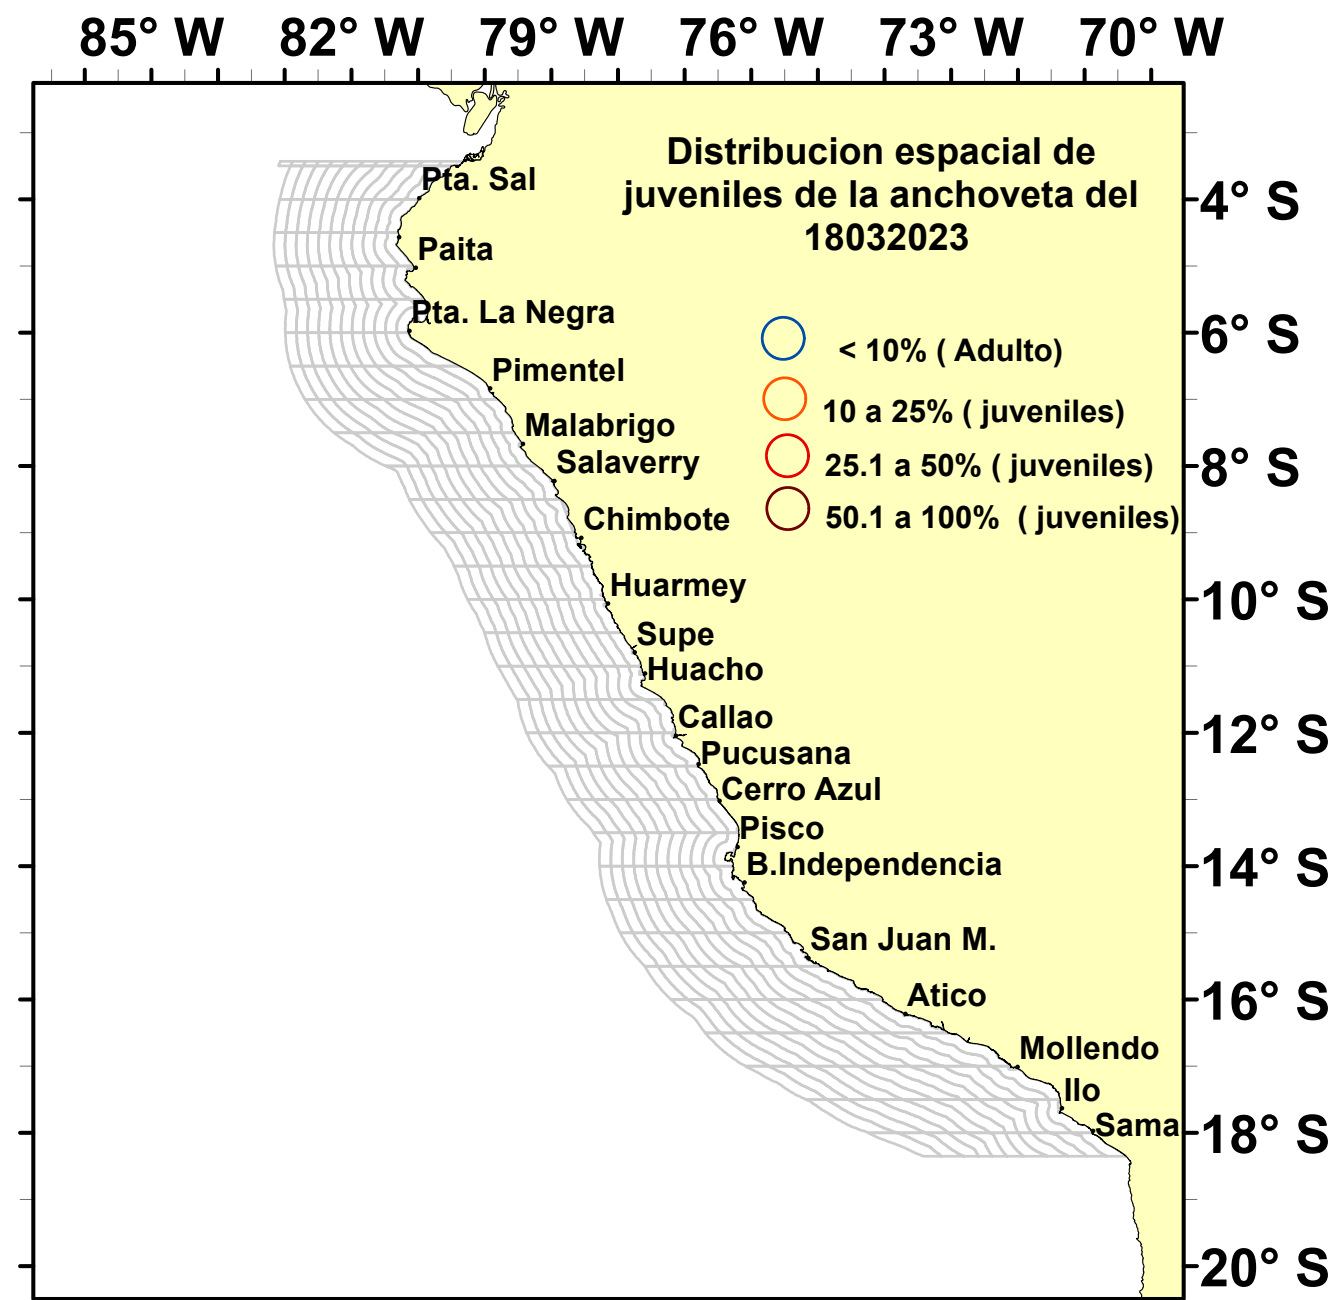 85° W 82° W 79° W 76° W 73° W 70° W
Distribucion espacial de
juveniles de la anchoveta del
18032023
Pta. Sal
4° S
Paita
Pta. La Negra
6° S
< 10% ( Adulto)
Pimentel
10 a 25% ( juveniles)
Malabrigo
Salaverry
25.1 a 50% ( juveniles)
8° S
Chimbote
50.1 a 100%  ( juveniles)
Huarmey
10° S
Supe
Huacho
Callao
12° S
Pucusana
Cerro Azul
Pisco
B.Independencia
14° S
San Juan M.
Atico
16° S
Mollendo
Ilo
Sama
18° S
20° S